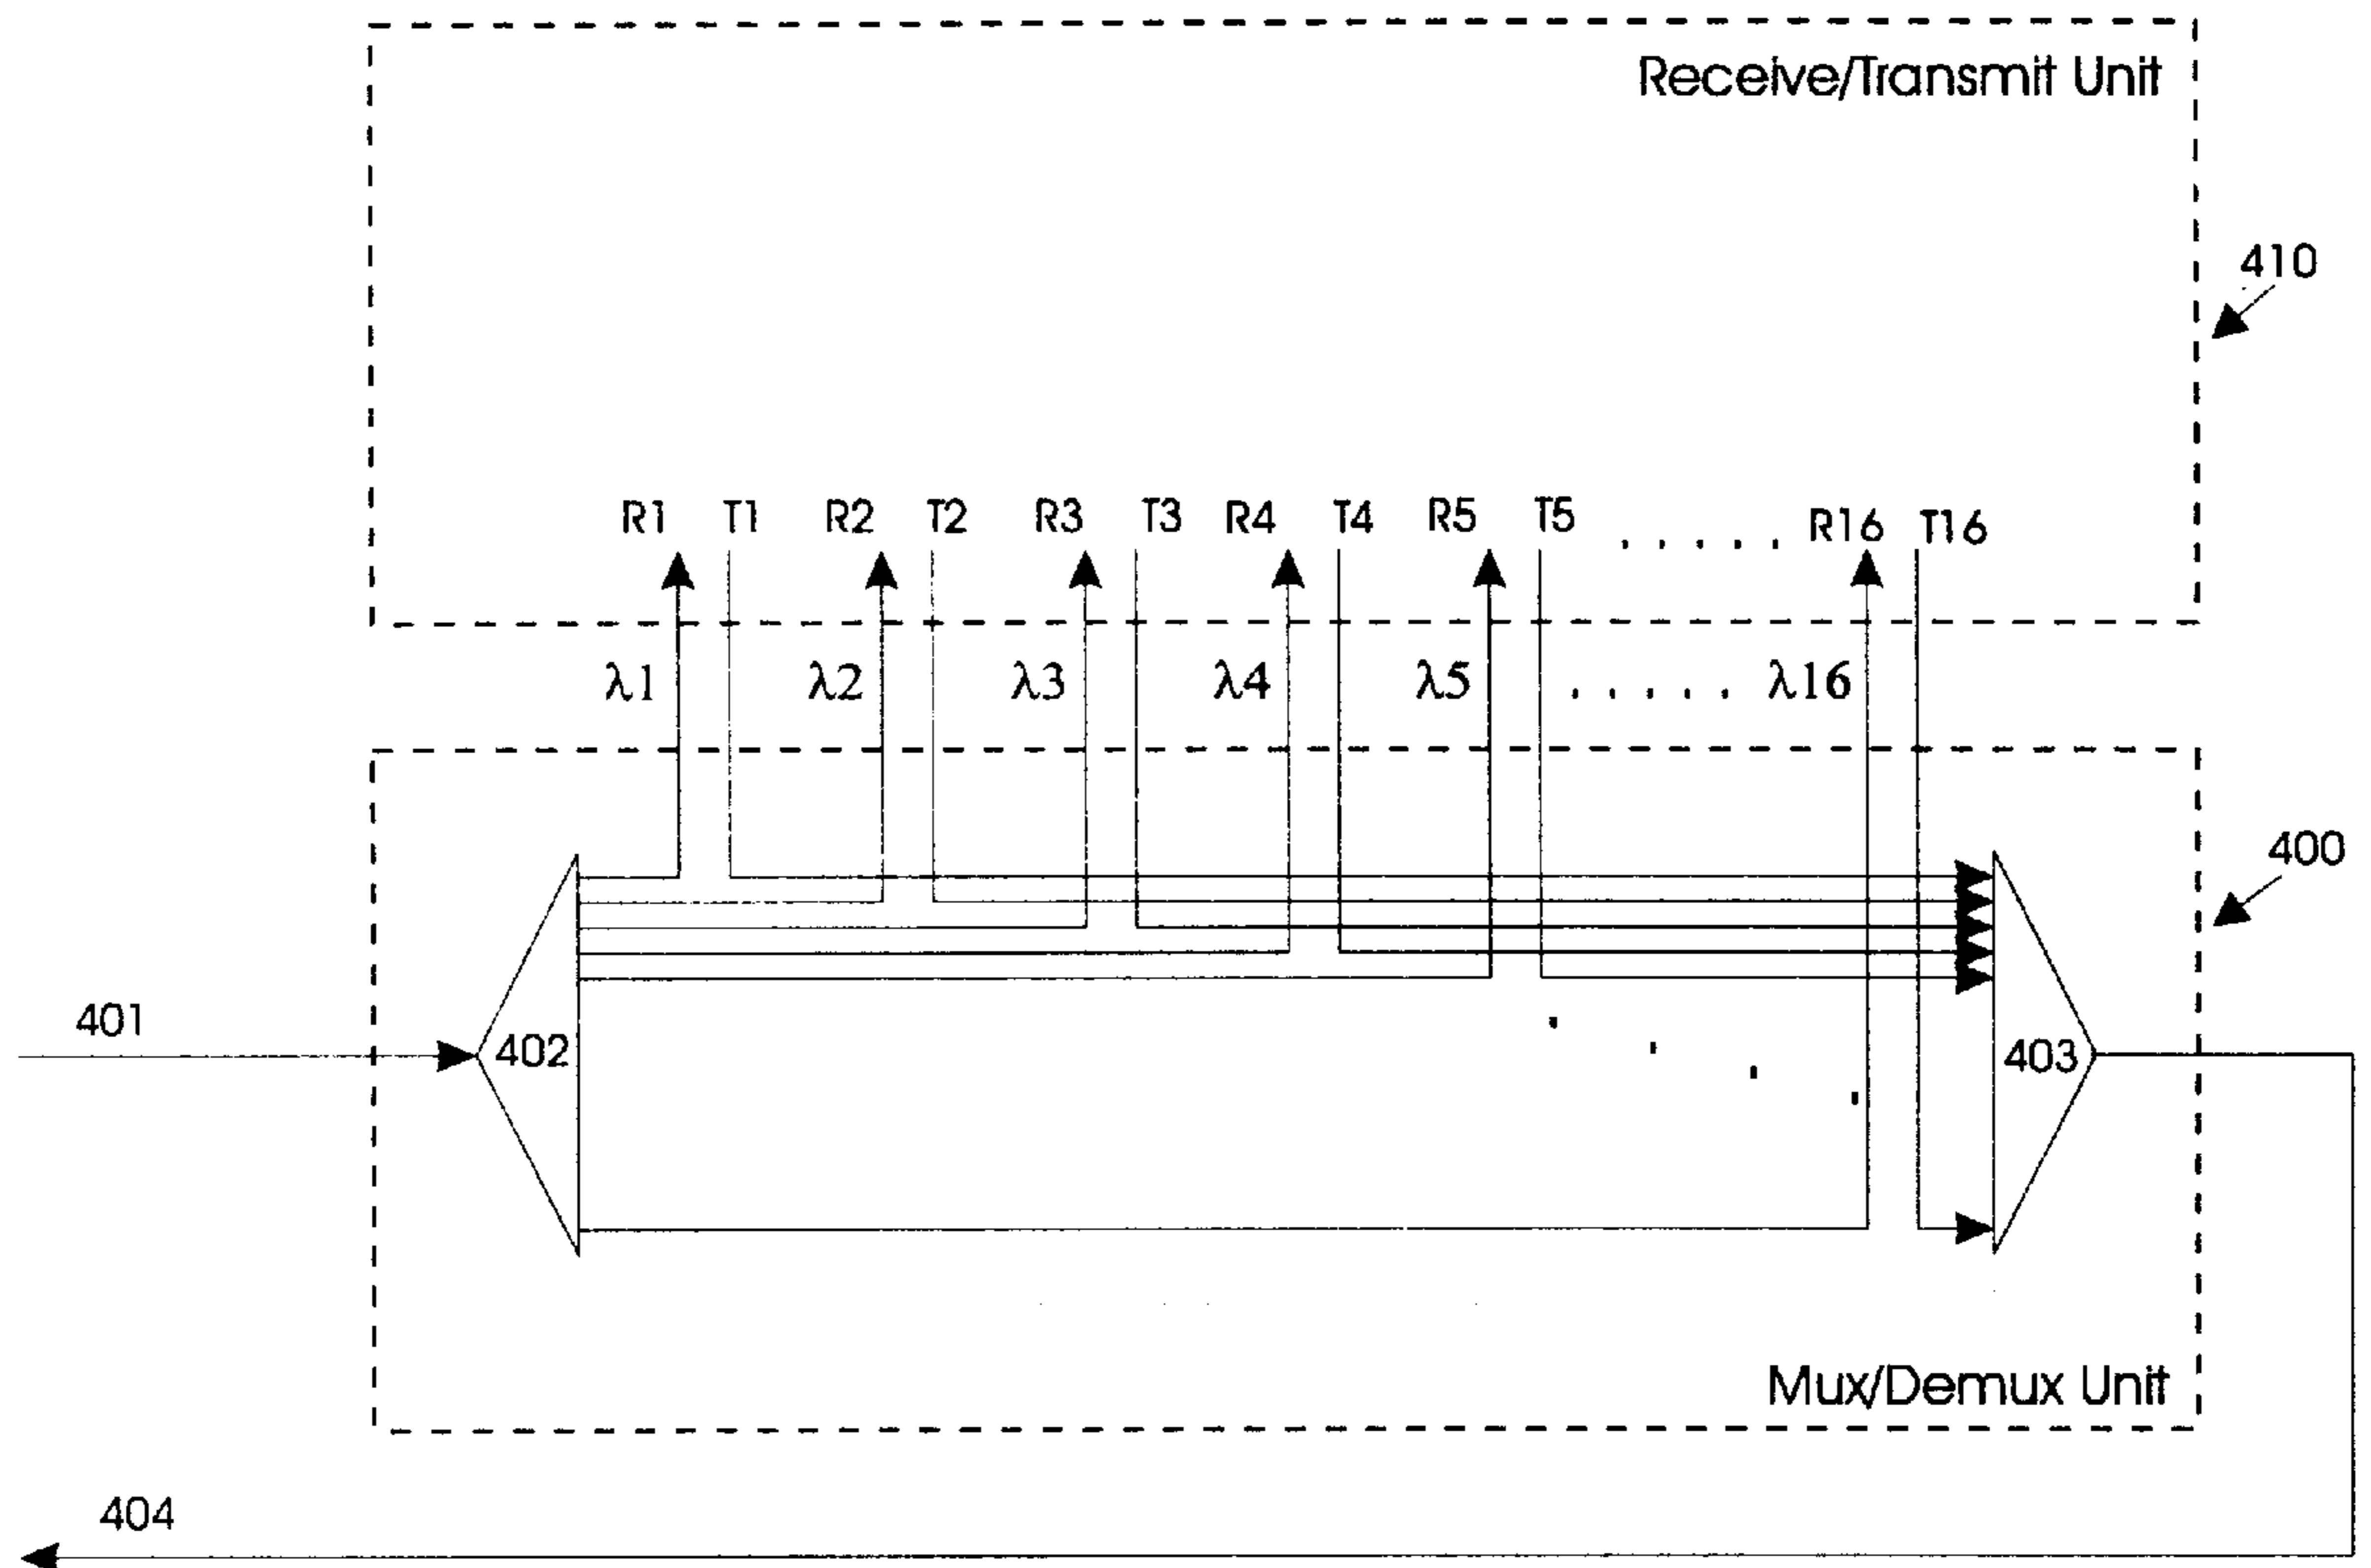 Receive/Transmit Unit
410
R1 T1 R2 T2 R3 T3 R4 T4 R5 T5 ..... R16 T16
λ1 λ2 λ3 λ4 λ5 ..... λ16
400
401
402
403
Mux/Demux Unit
404